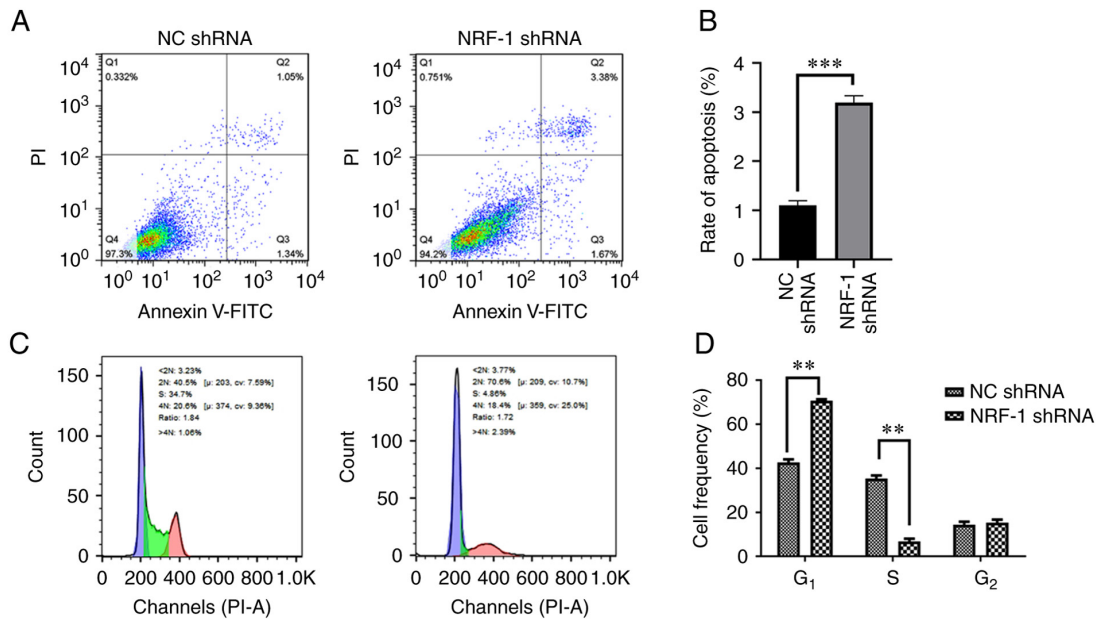 A
NC shRNA
NRF-1 shRNA
Q1
0.332%
Q2
1.05%
Q4
97.3%
Q3
1.34%
10⁴
10³
10²
10¹
10⁰
PI
10⁰ 10¹ 10² 10³ 10⁴
Annexin V-FITC
Q1
0.751%
Q2
3.38%
Q4
94.2%
Q3
1.67%
10⁴
10³
10²
10¹
10⁰
PI
10⁰ 10¹ 10² 10³ 10⁴
Annexin V-FITC
B
Rate of apoptosis (%)
4
3
2
1
0
***
NC
shRNA
NRF-1
shRNA
C
Count
150
100
50
0
<2N: 3.23%
2N: 40.5% [μ: 203, cv: 7.59%]
S: 34.7%
4N: 20.6% [μ: 374, cv: 9.36%]
Ratio: 1.84
>4N: 1.06%
0 200 400 600 800 1.0K
Channels (PI-A)
Count
150
100
50
0
<2N: 3.77%
2N: 70.6% [μ: 209, cv: 10.7%]
S: 4.86%
4N: 18.4% [μ: 359, cv: 25.0%]
Ratio: 1.72
>4N: 2.39%
0 200 400 600 800 1.0K
Channels (PI-A)
D
Cell frequency (%)
80
60
40
20
0
**
**
NC shRNA
NRF-1 shRNA
G₁ S G₂